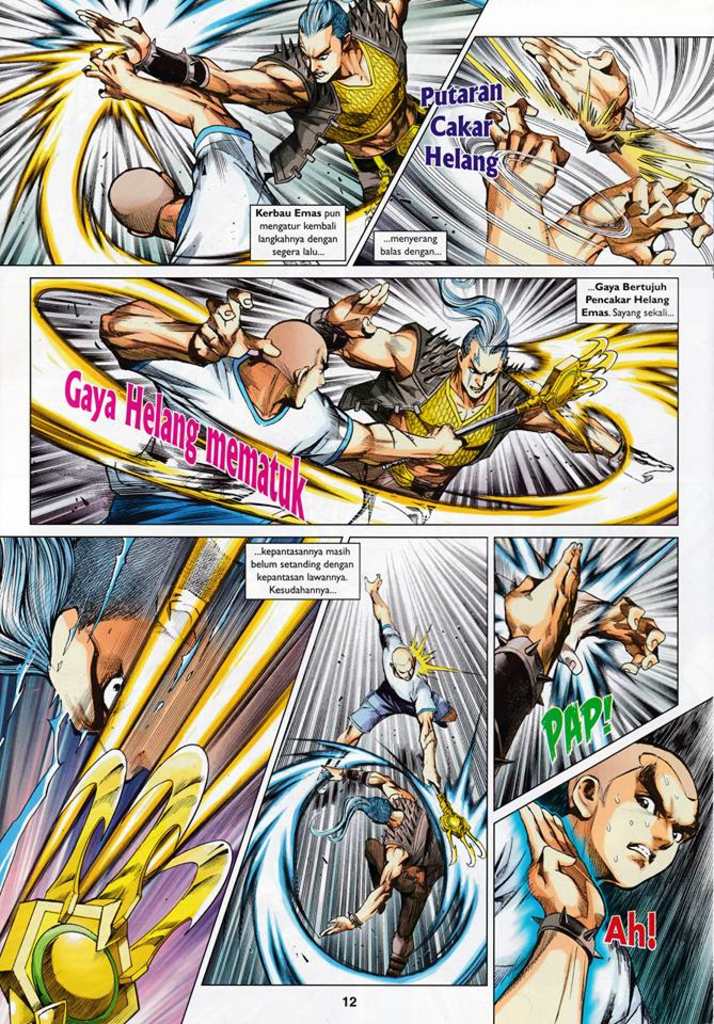 Putaran
Cakar
Helang
Kerbau Emas pun
mengatur kembali
langkahnya dengan
segera lalu...
...menyerang
balas dengan...
...Gaya Bertujuh
Pencakar Helang
Emas. Sayang sekali...
Gaya Helang mematuk
...kepantasannya masih
belum setanding dengan
kepantasan lawannya.
Kesudahannya...
PAP!
Ah!
12